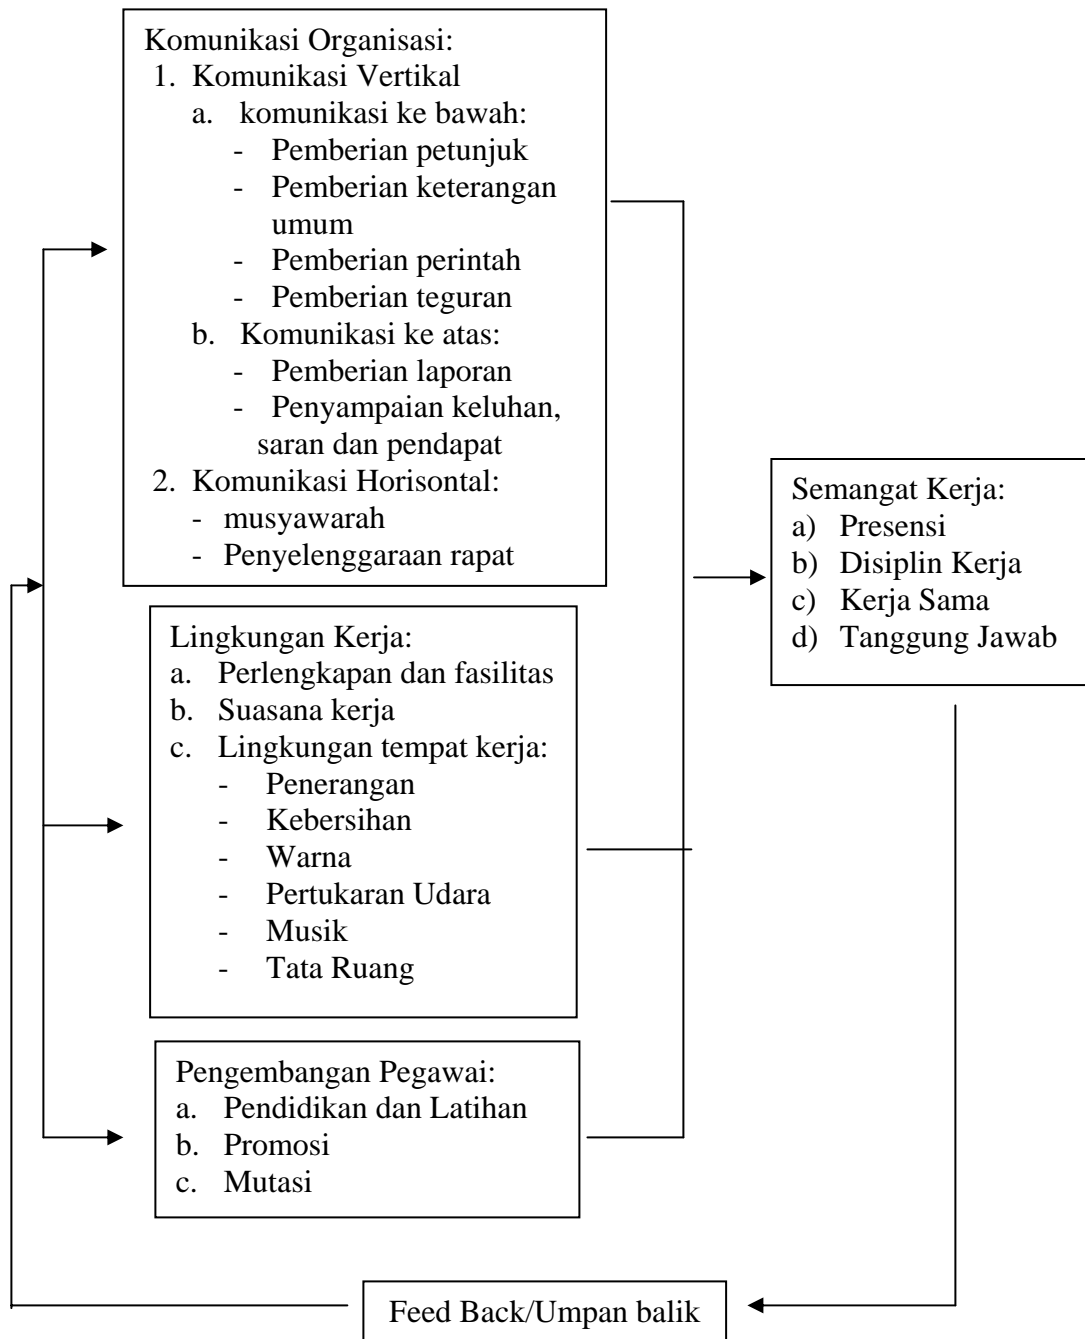 Komunikasi Organisasi:
1. Komunikasi Vertikal
a. komunikasi ke bawah:
- Pemberian petunjuk
- Pemberian keterangan
umum
- Pemberian perintah
- Pemberian teguran
b. Komunikasi ke atas:
- Pemberian laporan
- Penyampaian keluhan,
saran dan pendapat
2. Komunikasi Horisontal:
- musyawarah
- Penyelenggaraan rapat
Lingkungan Kerja:
a. Perlengkapan dan fasilitas
b. Suasana kerja
c. Lingkungan tempat kerja:
- Penerangan
- Kebersihan
- Warna
- Pertukaran Udara
- Musik
- Tata Ruang
Pengembangan Pegawai:
a. Pendidikan dan Latihan
b. Promosi
c. Mutasi
Semangat Kerja:
a) Presensi
b) Disiplin Kerja
c) Kerja Sama
d) Tanggung Jawab
Feed Back/Umpan balik